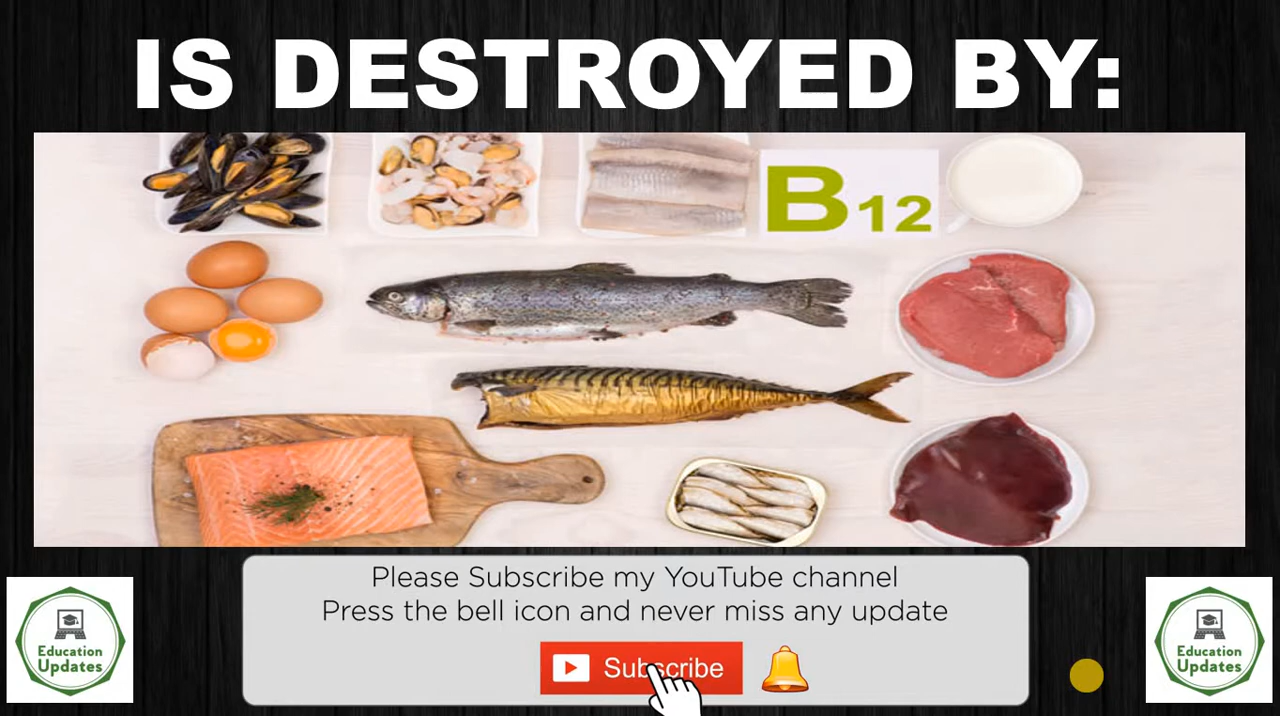 IS DESTROYED BY:
B12
Please Subscribe my YouTube channel
Press the bell icon and never miss any update
Subscribe
Education
Updates
Education
Updates